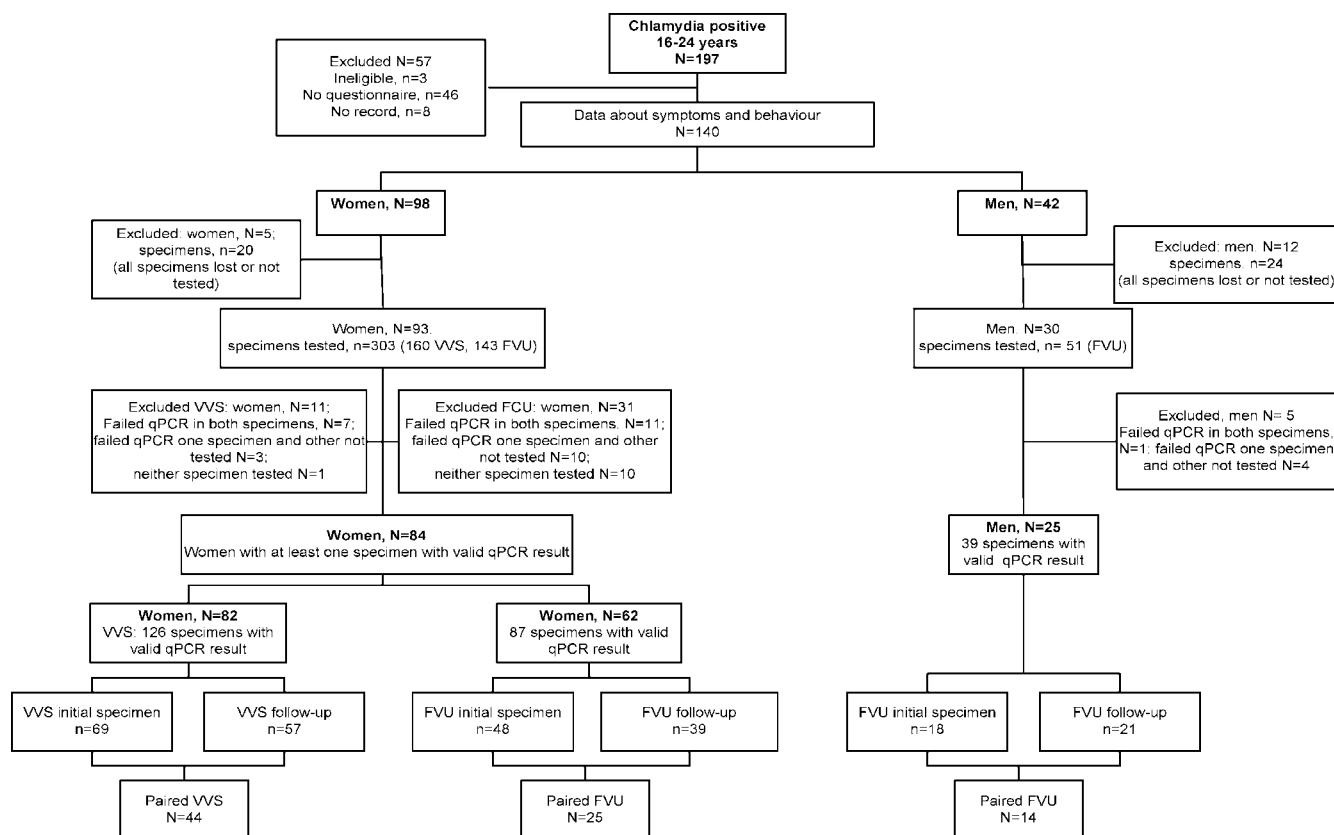 Chlamydia positive
16-24 years
N=197
Excluded N=57
Ineligible, n=3
No questionnaire, n=46
No record, n=8
Data about symptoms and behaviour
N=140
Women, N=98
Men, N=42
Excluded: women, N=5;
specimens, n=20
(all specimens lost or not
tested)
Excluded: men. N=12
specimens. n=24
(all specimens lost or not tested)
Women, N=93.
specimens tested, n=303 (160 VVS, 143 FVU)
Men. N=30
specimens tested, n= 51 (FVU)
Excluded VVS: women, N=11;
Failed qPCR in both specimens, N=7;
failed qPCR one specimen and other not
tested N=3;
neither specimen tested N=1
Excluded FCU: women, N=31
Failed qPCR in both specimens. N=11;
failed qPCR one specimen and other
not tested N=10;
neither specimen tested N=10
Excluded, men N= 5
Failed qPCR in both specimens,
N=1; failed qPCR one specimen
and other not tested N=4
Women, N=84
Women with at least one specimen with valid qPCR result
Men, N=25
39 specimens with
valid qPCR result
Women, N=82
VVS: 126 specimens with
valid qPCR result
Women, N=62
87 specimens with valid
qPCR result
VVS initial specimen
n=69
VVS follow-up
n=57
FVU initial specimen
n=48
FVU follow-up
n=39
FVU initial specimen
n=18
FVU follow-up
n=21
Paired VVS
N=44
Paired FVU
N=25
Paired FVU
N=14